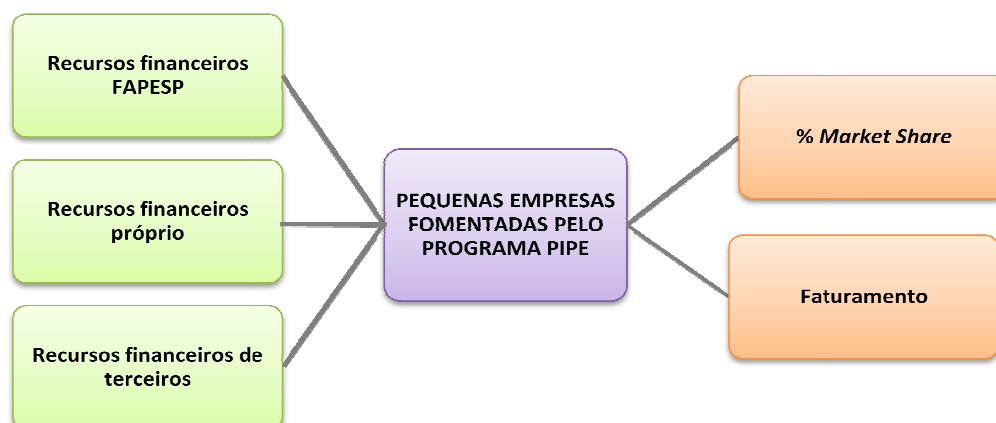 Recursos financeiros
FAPESP
Recursos financeiros
próprio
Recursos financeiros de
terceiros
PEQUENAS EMPRESAS
FOMENTADAS PELO
PROGRAMA PIPE
% Market Share
Faturamento